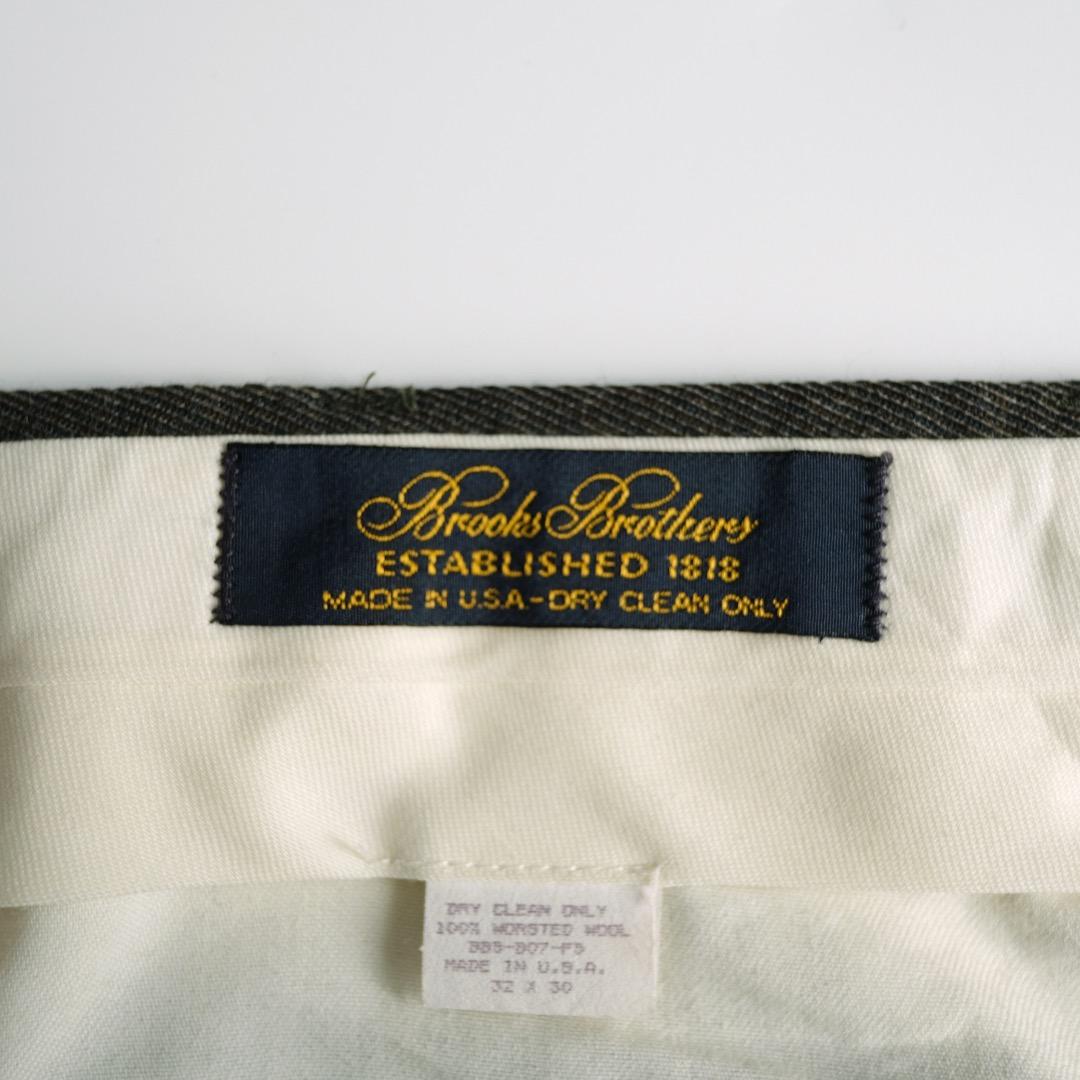 Brooks Brothers
ESTABLISHED 1818
MADE IN U.S.A.-DRY CLEAN ONLY
DRY CLEAN ONLY
100% WORSTED WOOL
MADE IN U.S.A.
32 X 30